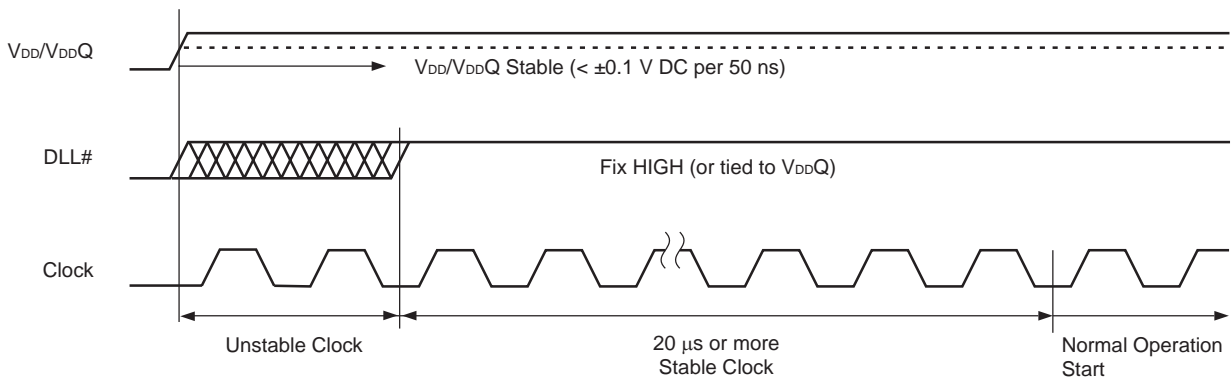 VDD/VDDQ
VDD/VDDQ Stable (< ±0.1 V DC per 50 ns)
DLL#
Fix HIGH (or tied to VDDQ)
Clock
Unstable Clock
20 μs or more
Stable Clock
Normal Operation
Start